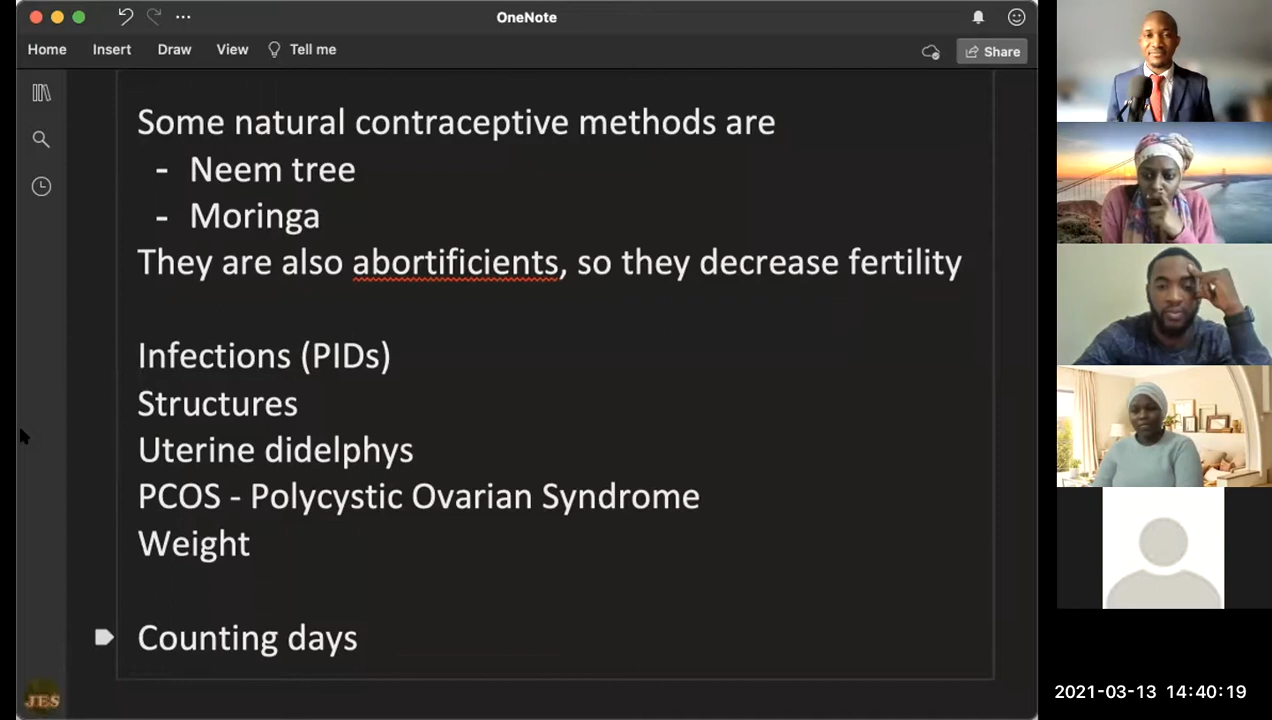 OneNote
Home Insert Draw View Tell me Share
Some natural contraceptive methods are
- Neem tree
- Moringa
They are also abortificients, so they decrease fertility
Infections (PIDs)
Structures
Uterine didelphys
PCOS - Polycystic Ovarian Syndrome
Weight
Counting days
JES
2021-03-13 14:40:19